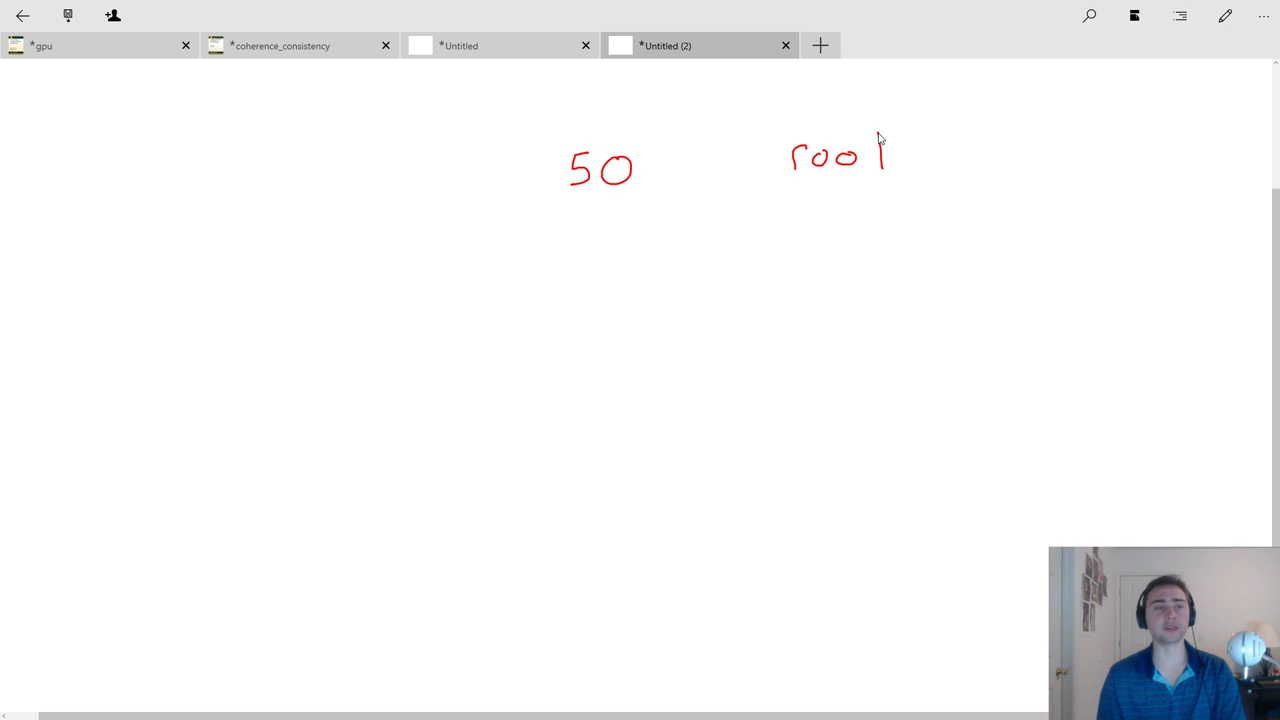 *gpu
*coherence_consistency
*Untitled
*Untitled (2)
50
rool